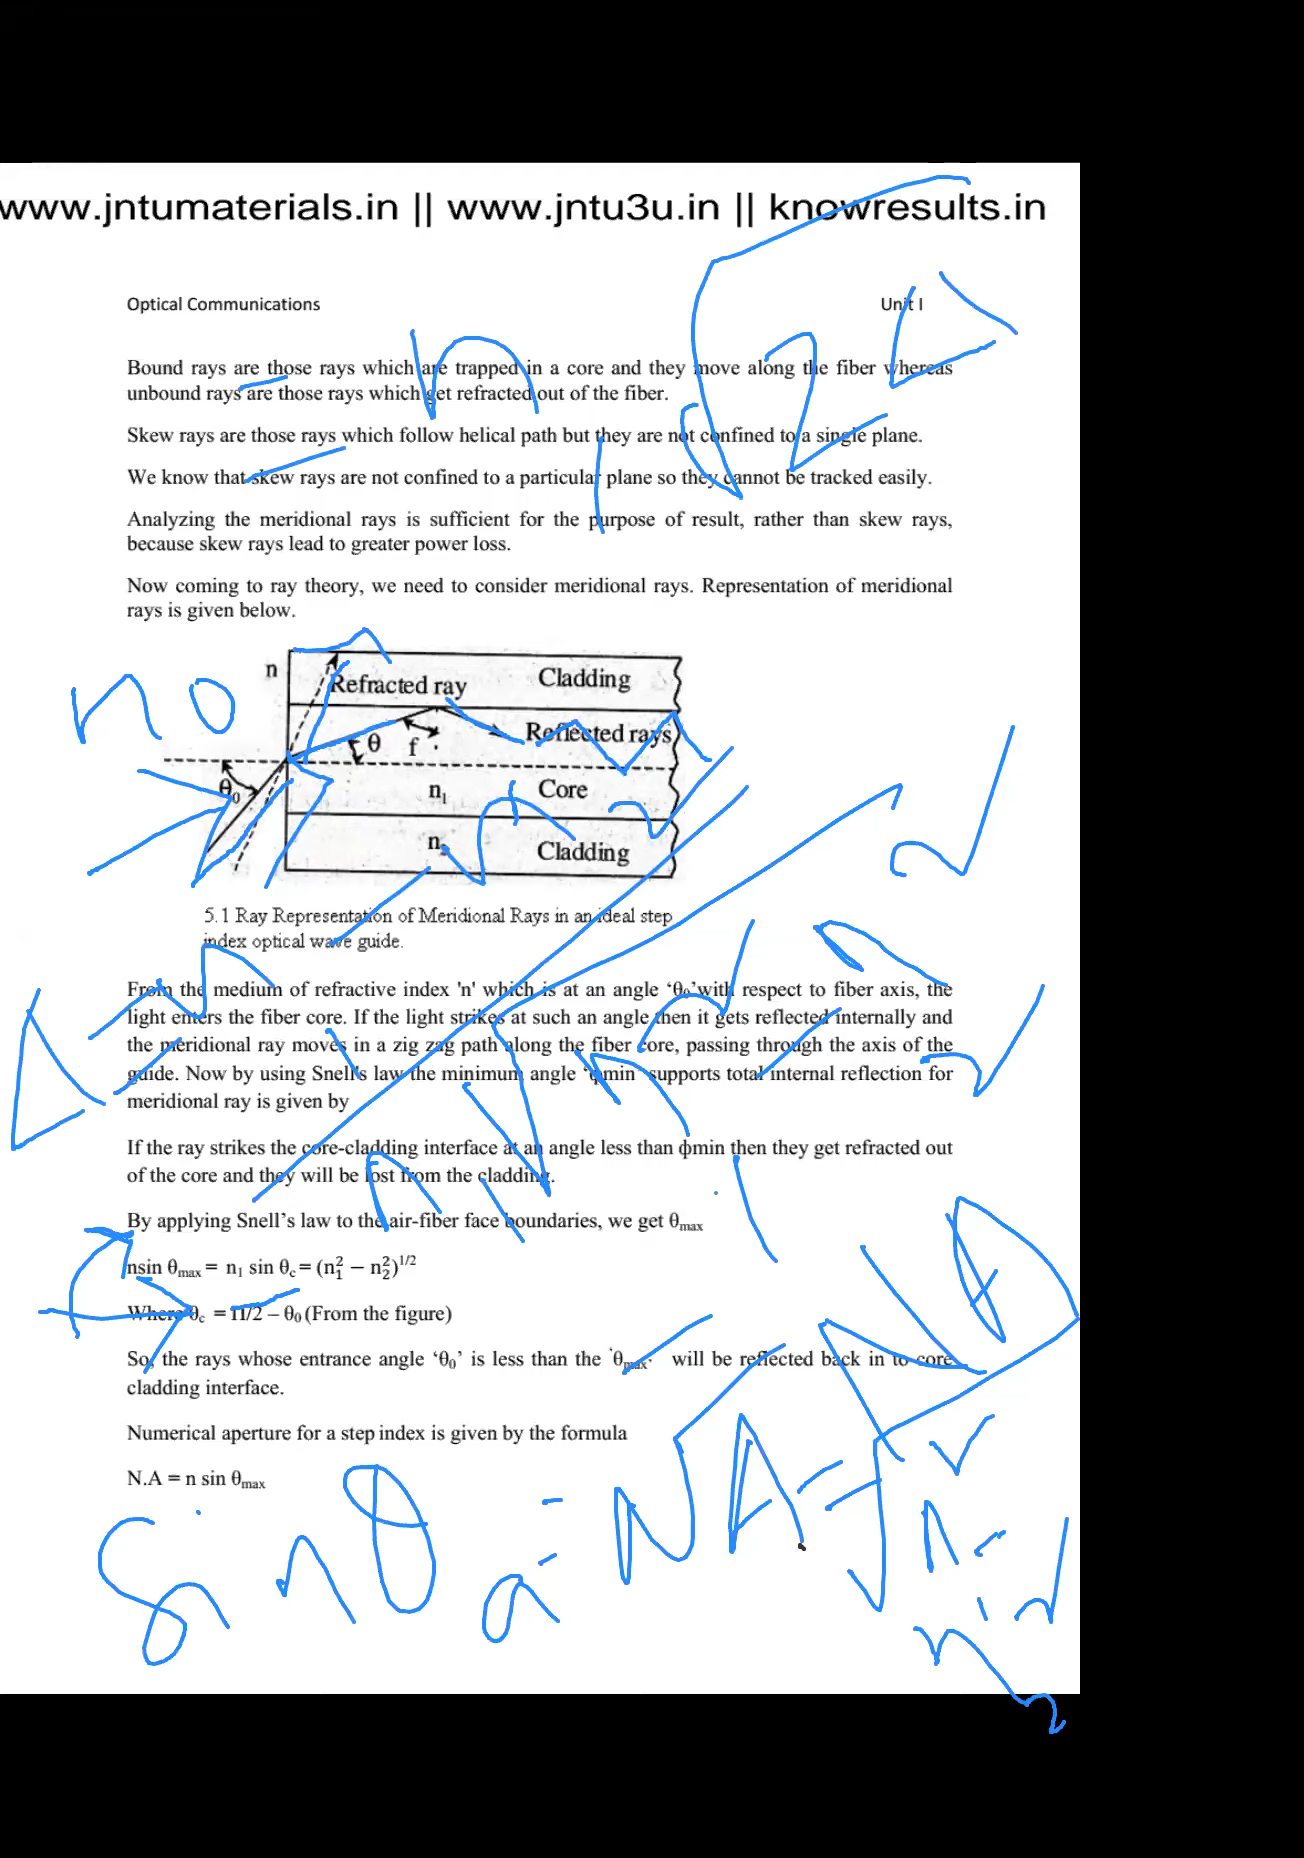 www.jntumaterials.in || www.jntu3u.in || knowresults.in
Optical Communications
Unit I
Bound rays are those rays which are trapped in a core and they move along the fiber whereas
unbound rays are those rays which get refracted out of the fiber.
Skew rays are those rays which follow helical path but they are not confined to a single plane.
We know that skew rays are not confined to a particular plane so they cannot be tracked easily.
Analyzing the meridional rays is sufficient for the purpose of result, rather than skew rays,
because skew rays lead to greater power loss.
Now coming to ray theory, we need to consider meridional rays. Representation of meridional
rays is given below.
n
Cladding
Refracted ray
Reflected rays
θ f
θ₀
n₁ Core
n₂ Cladding
no
5.1 Ray Representation of Meridional Rays in an ideal step
index optical wave guide.
From the medium of refractive index 'n' which is at an angle ‘θ₀’with respect to fiber axis, the
light enters the fiber core. If the light strikes at such an angle then it gets reflected internally and
the meridional ray moves in a zig zag path along the fiber core, passing through the axis of the
guide. Now by using Snell’s law the minimum angle ‘ϕmin’ supports total internal reflection for
meridional ray is given by
If the ray strikes the core-cladding interface at an angle less than ϕmin then they get refracted out
of the core and they will be lost from the cladding.
By applying Snell’s law to the air-fiber face boundaries, we get θmax
nsin θmax = n₁ sin θc = (n₁² − n₂²)^1/2
Where θc = Π/2 – θ₀ (From the figure)
So, the rays whose entrance angle ‘θ₀’ is less than the ‘θmax’ will be reflected back in to core
cladding interface.
Numerical aperture for a step index is given by the formula
N.A = n sin θmax
Sin θa = NA =